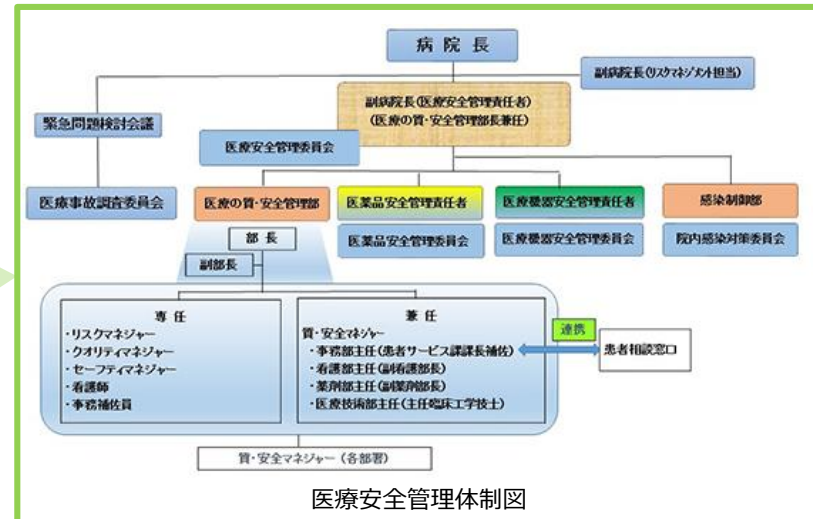 病院長
副病院長(リスクマネジメント担当)
副病院長(医療安全管理責任者)
(医療の質・安全管理部長兼任)
緊急問題検討会議
医療安全管理委員会
医療事故調査委員会
医療の質・安全管理部
医薬品安全管理責任者
医療機器安全管理責任者
感染制御部
部長
医薬品安全管理委員会
医療機器安全管理委員会
院内感染対策委員会
副部長
専任
・リスクマネジャー
・クオリティマネジャー
・セーフティマネジャー
・看護師
・事務補佐員
兼任
質・安全マネジャー
・事務部主任(患者サービス課課長補佐)
・看護部主任(副看護部長)
・薬剤部主任(副薬剤部長)
・医療技術部主任(主任臨床工学技士)
連携
患者相談窓口
質・安全マネジャー(各部署)
医療安全管理体制図